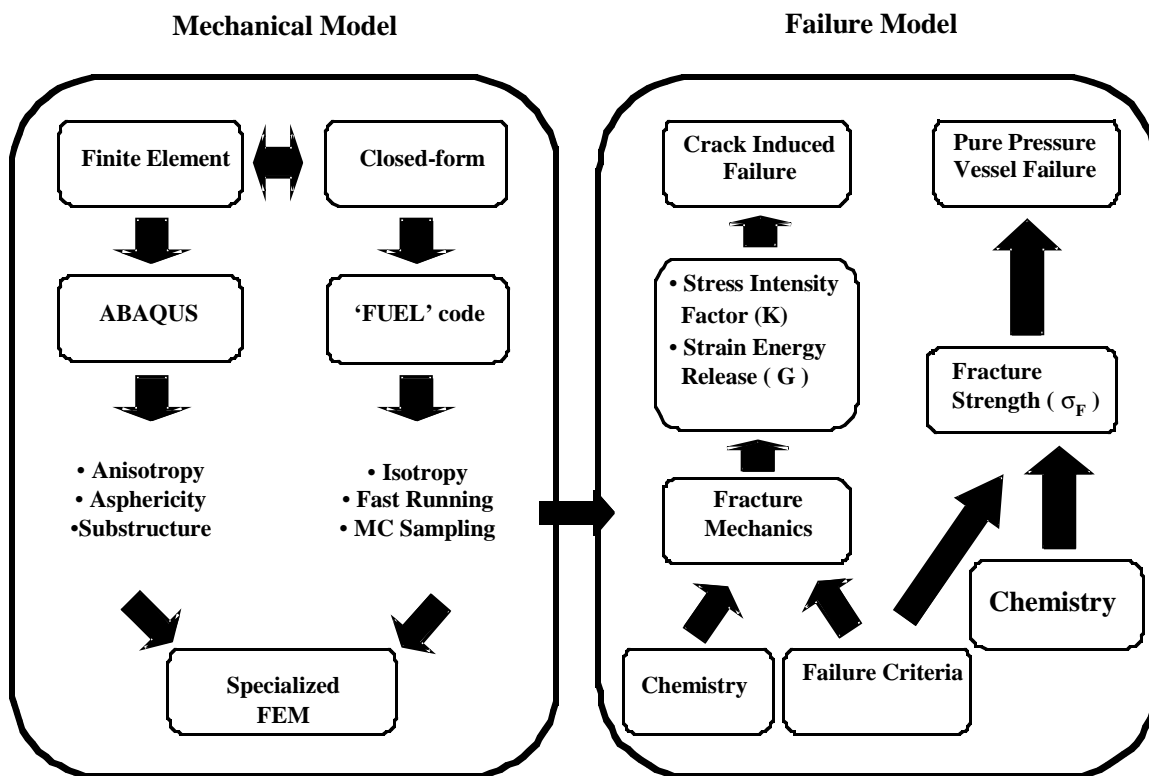 Mechanical Model
Failure Model
Finite Element
Closed-form
ABAQUS
‘FUEL’ code
• Anisotropy
• Asphericity
•Substructure
• Isotropy
• Fast Running
• MC Sampling
Specialized
FEM
Crack Induced
Failure
Pure Pressure
Vessel Failure
• Stress Intensity
Factor (K)
• Strain Energy
Release ( G )
Fracture
Strength ( σF )
Fracture
Mechanics
Chemistry
Chemistry
Failure Criteria